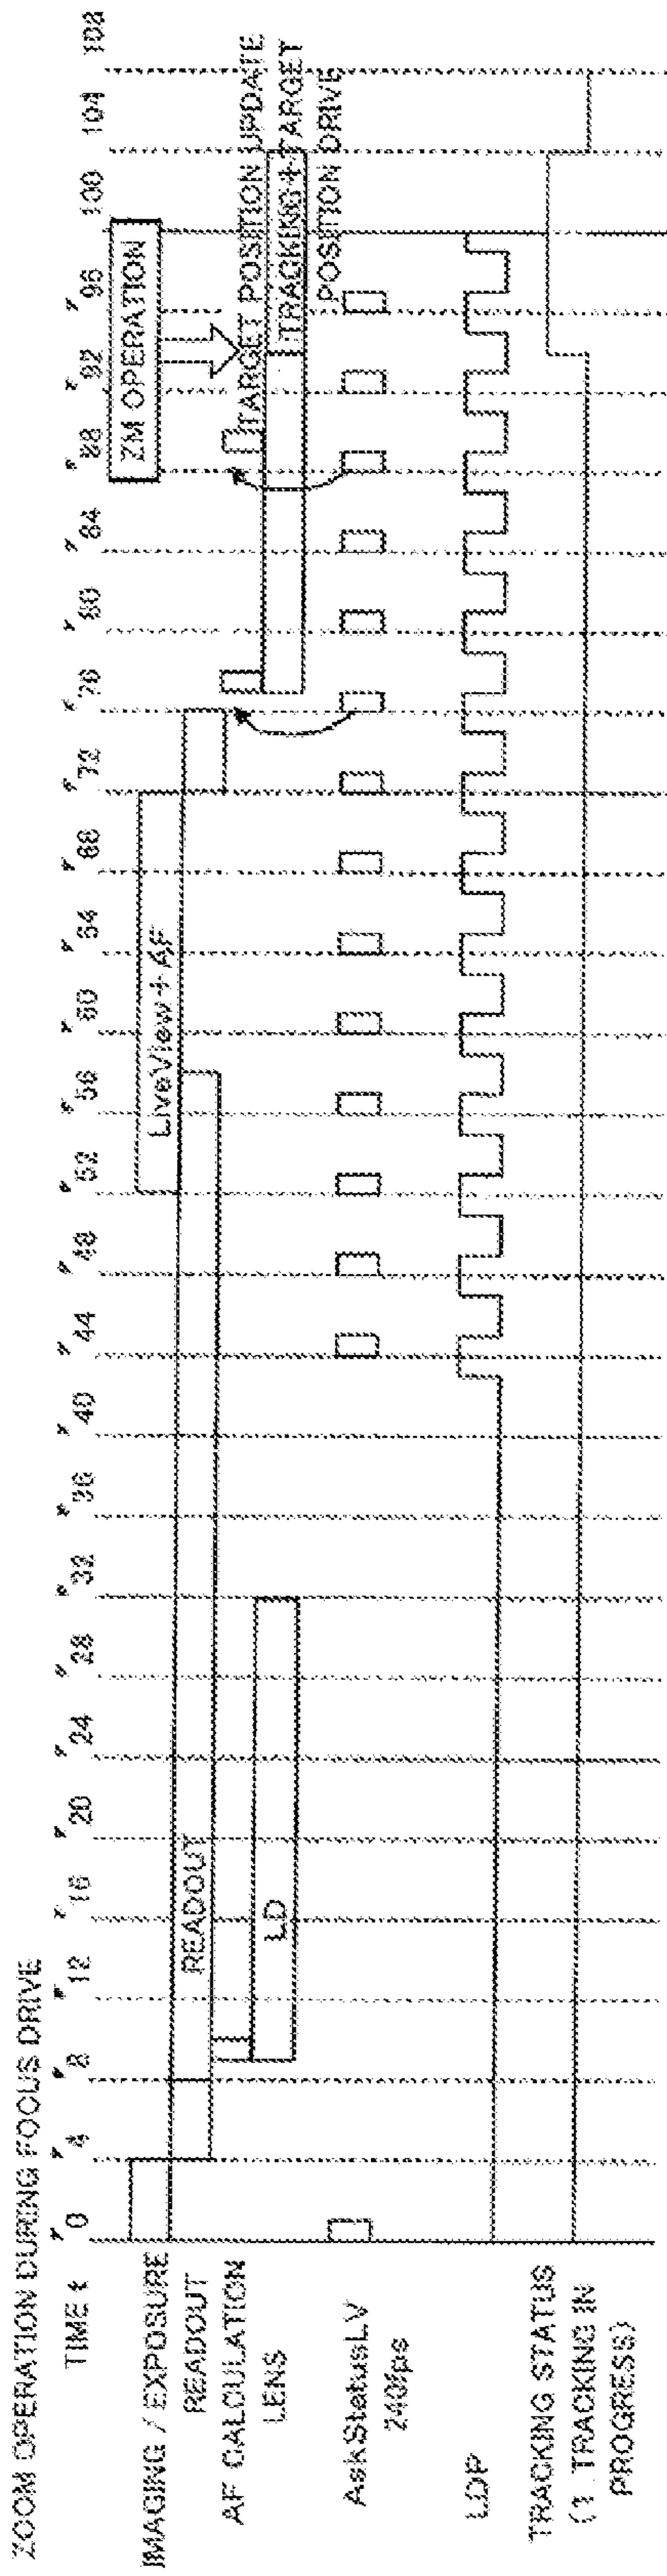 ZOOM OPERATION DURING FOCUS DRIVE
TIME t
0 4 8 12 16 20 24 28 32 36 40 44 48 52 56 60 64 68 72 76 80 84 88 92 96 100 104 108
ZM OPERATION
IMAGING / EXPOSURE
LiveView+AF
READOUT
READOUT
AF CALCULATION
TARGET POSITION UPDATE
LENS
LD
TRACKING+TARGET
POSITION DRIVE
AskStatusLV
240fps
LDP
TRACKING STATUS
(1 TRACKING IN
PROGRESS)